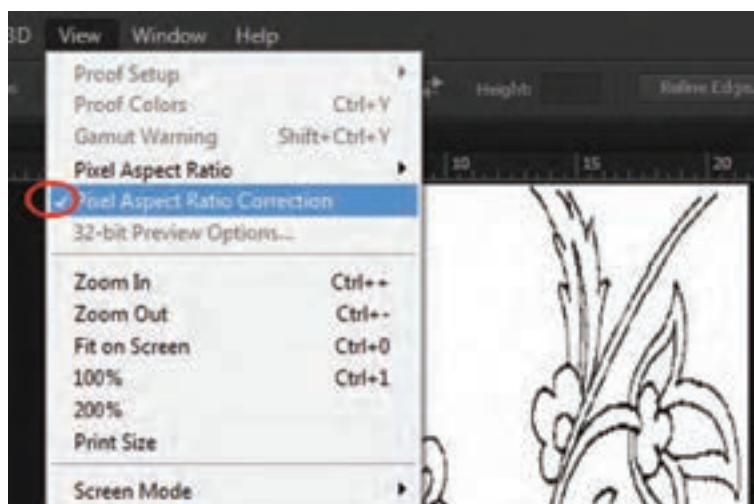 3D View Window Help
Proof Setup
Proof Colors Ctrl+Y
Gamut Warning Shift+Ctrl+Y
Pixel Aspect Ratio
Pixel Aspect Ratio Correction
32-bit Preview Options...
Zoom In Ctrl++
Zoom Out Ctrl+-
Fit on Screen Ctrl+0
100% Ctrl+1
200%
Print Size
Screen Mode
Height: Refine Edge
10 15 20